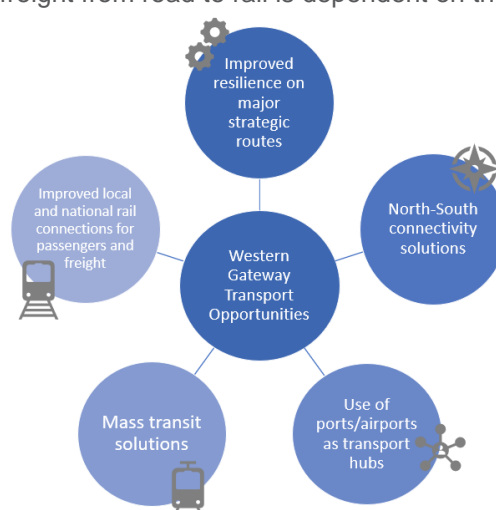 freight from road to rail is dependent on th
Improved
resilience on
major
strategic
routes
Improved local
and national rail
connections for
passengers and
freight
North-South
connectivity
solutions
Western
Gateway
Transport
Opportunities
Mass transit
solutions
Use of
ports/airports
as transport
hubs